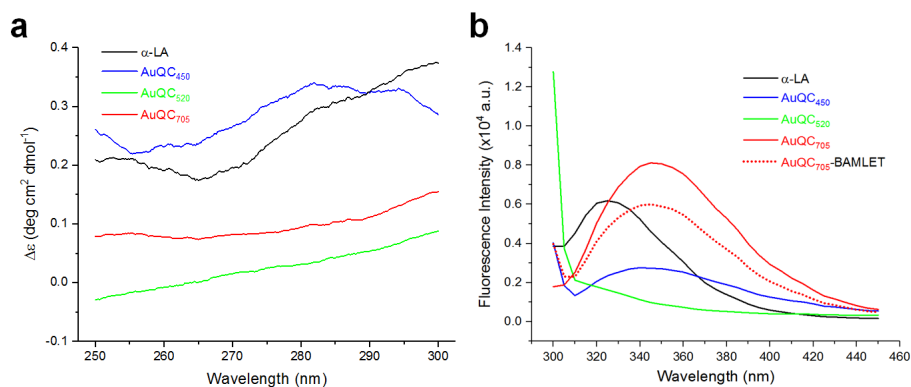 a
0.4
0.3
0.2
0.1
0.0
-0.1
Δε (deg cm² dmol⁻¹)
α-LA
AuQC₄₅₀
AuQC₅₂₀
AuQC₇₀₅
250 260 270 280 290 300
Wavelength (nm)
b
1.4
1.2
1.0
0.8
0.6
0.4
0.2
0.0
Fluorescence Intensity (x10⁴ a.u.)
α-LA
AuQC₄₅₀
AuQC₅₂₀
AuQC₇₀₅
AuQC₇₀₅-BAMLET
300 320 340 360 380 400 420 440 460
Wavelength (nm)